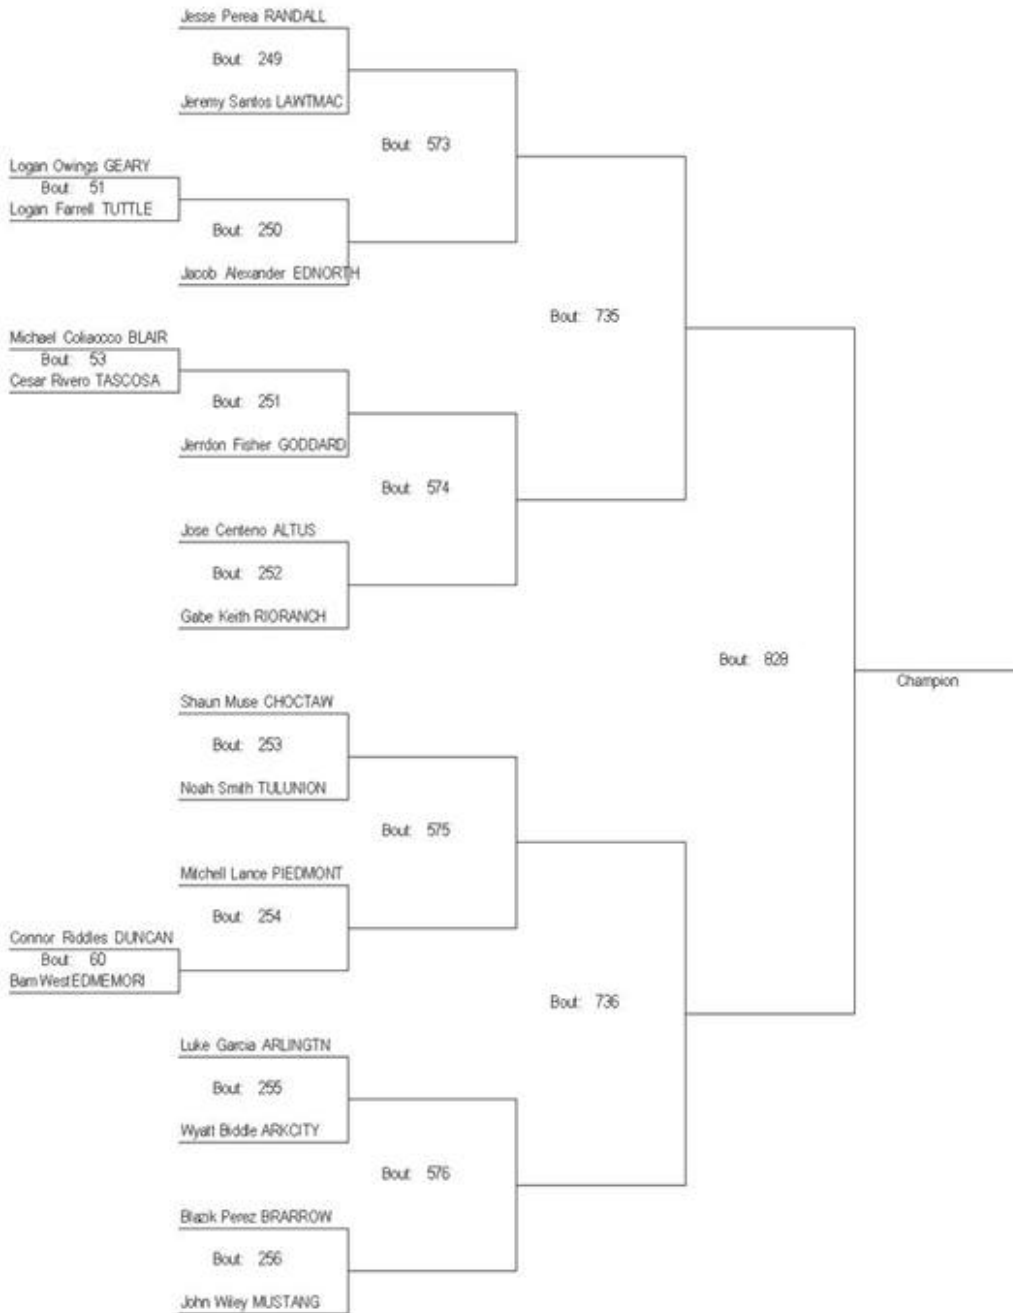 Jesse Perea RANDALL
Bout: 249
Jeremy Santos LAWTMAC
Bout: 573
Logan Owings GEARY
Bout: 51
Logan Farrell TUTTLE
Bout: 250
Jacob Alexander EDNORTH
Bout: 735
Michael Coliaocco BLAIR
Bout: 53
Cesar Rivero TASCOSA
Bout: 251
Jerrdon Fisher GODDARD
Bout: 574
Jose Centeno ALTUS
Bout: 252
Gabe Keith RIORANCH
Bout: 828
Champion
Shaun Muse CHOCTAW
Bout: 253
Noah Smith TULUNION
Bout: 575
Mitchell Lance PIEDMONT
Bout: 254
Connor Riddles DUNCAN
Bout: 60
Bam West EDMEMORI
Bout: 736
Luke Garcia ARLINGTN
Bout: 255
Wyatt Biddle ARKCITY
Bout: 576
Blazik Perez BRARROW
Bout: 256
John Wiley MUSTANG